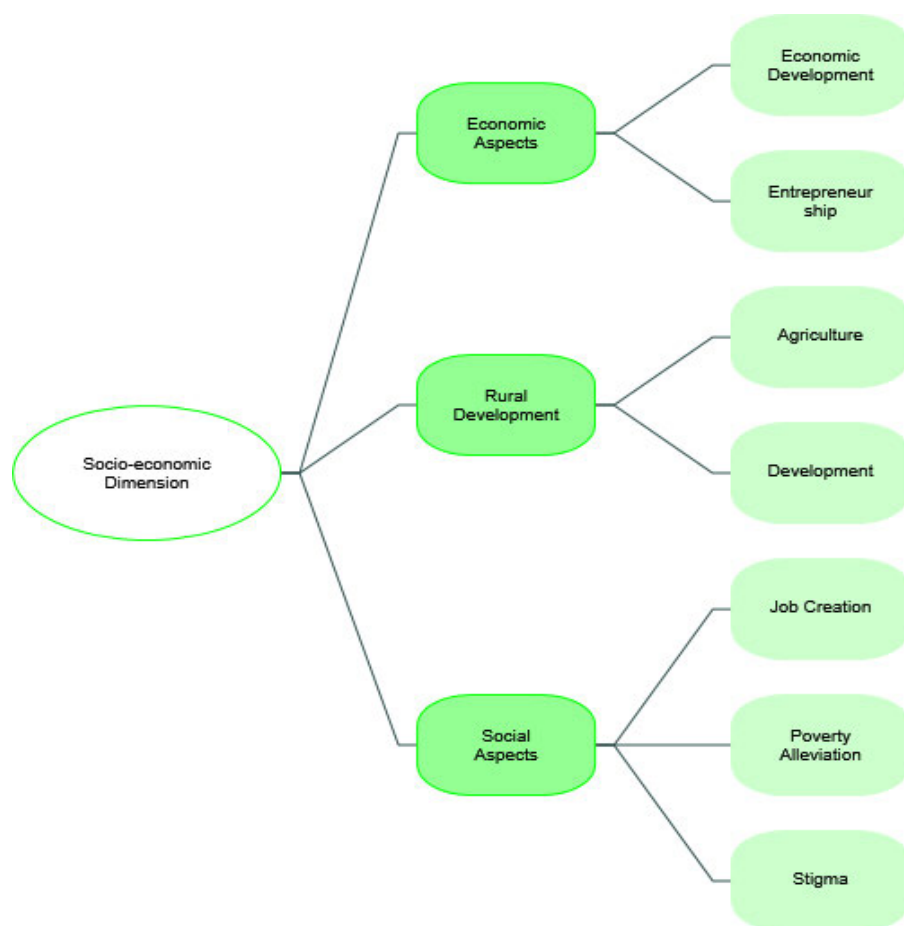 Socio-economic
Dimension
Economic
Aspects
Economic
Development
Entrepreneur
ship
Rural
Development
Agriculture
Development
Social
Aspects
Job Creation
Poverty
Alleviation
Stigma